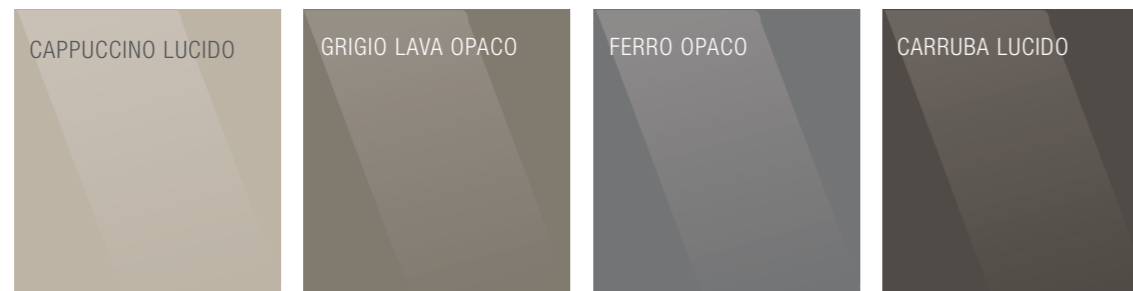 CAPPUCCINO LUCIDO
GRIGIO LAVA OPACO
FERRO OPACO
CARRUBA LUCIDO